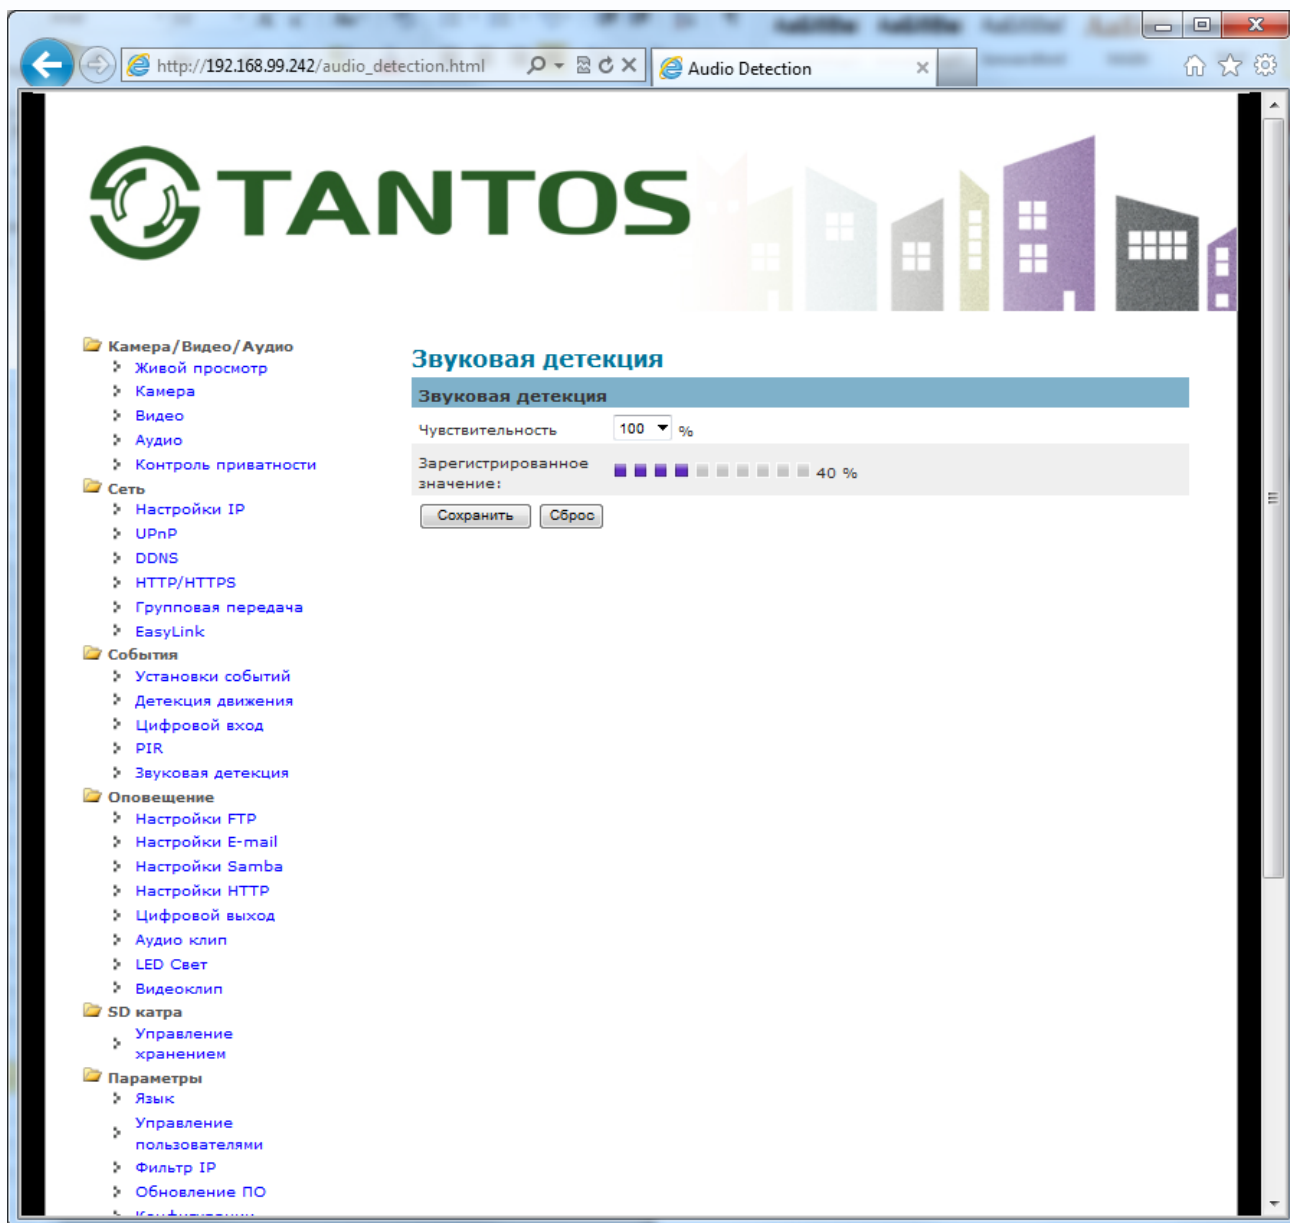 http://192.168.99.242/audio_detection.html
Audio Detection
TANTOS
Камера/Видео/Аудио
Живой просмотр
Камера
Видео
Аудио
Контроль приватности
Сеть
Настройки IP
UPnP
DDNS
HTTP/HTTPS
Групповая передача
EasyLink
События
Установки событий
Детекция движения
Цифровой вход
PIR
Звуковая детекция
Оповещение
Настройки FTP
Настройки E-mail
Настройки Samba
Настройки HTTP
Цифровой выход
Аудио клип
LED Свет
Видеоклип
SD катра
Управление
хранением
Параметры
Язык
Управление
пользователями
Фильтр IP
Обновление ПО
Звуковая детекция
Звуковая детекция
Чувствительность 100 %
Зарегистрированное
значение: 40 %
Сохранить Сброс